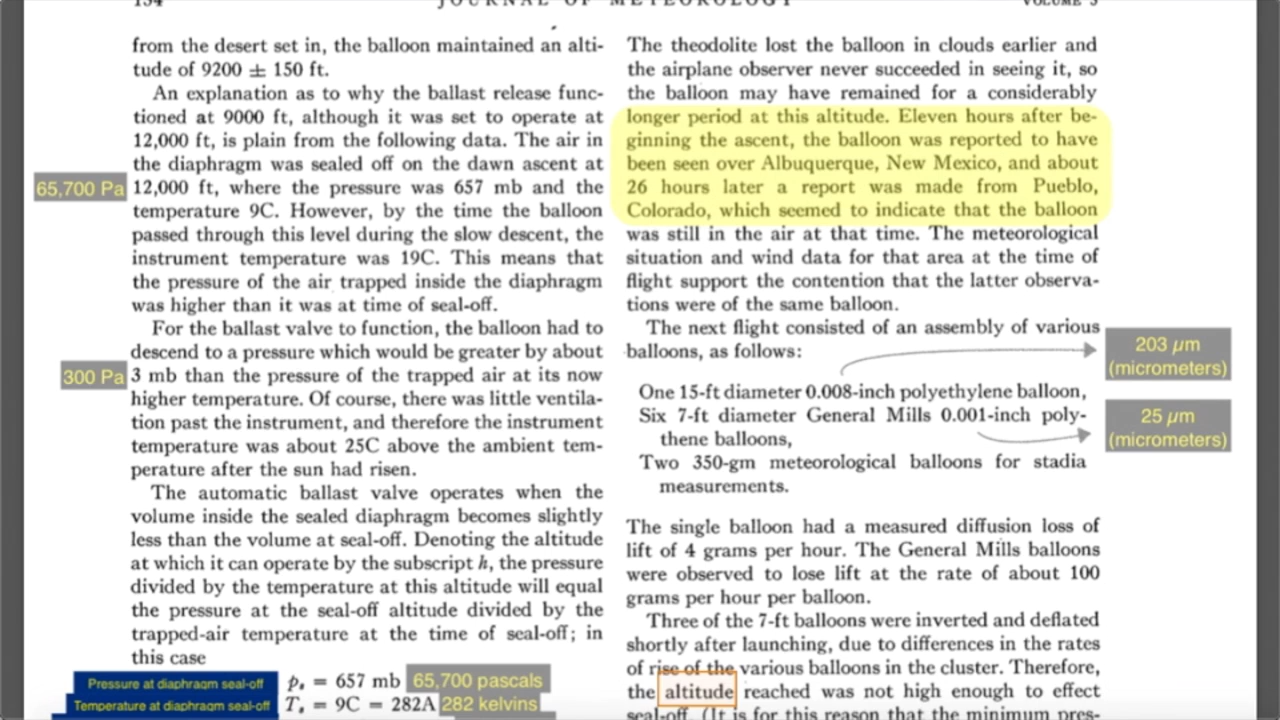 134
JOURNAL OF METEOROLOGY
VOLUME 5
from the desert set in, the balloon maintained an alti-
tude of 9200 ± 150 ft.
An explanation as to why the ballast release func-
tioned at 9000 ft, although it was set to operate at
12,000 ft, is plain from the following data. The air in
the diaphragm was sealed off on the dawn ascent at
65,700 Pa
12,000 ft, where the pressure was 657 mb and the
temperature 9C. However, by the time the balloon
passed through this level during the slow descent, the
instrument temperature was 19C. This means that
the pressure of the air trapped inside the diaphragm
was higher than it was at time of seal-off.
For the ballast valve to function, the balloon had to
descend to a pressure which would be greater by about
300 Pa
3 mb than the pressure of the trapped air at its now
higher temperature. Of course, there was little ventila-
tion past the instrument, and therefore the instrument
temperature was about 25C above the ambient tem-
perature after the sun had risen.
The automatic ballast valve operates when the
volume inside the sealed diaphragm becomes slightly
less than the volume at seal-off. Denoting the altitude
at which it can operate by the subscript h, the pressure
divided by the temperature at this altitude will equal
the pressure at the seal-off altitude divided by the
trapped-air temperature at the time of seal-off; in
this case
Pressure at diaphragm seal-off
pₛ = 657 mb 65,700 pascals
Temperature at diaphragm seal-off
Tₛ = 9C = 282A 282 kelvins
The theodolite lost the balloon in clouds earlier and
the airplane observer never succeeded in seeing it, so
the balloon may have remained for a considerably
longer period at this altitude. Eleven hours after be-
ginning the ascent, the balloon was reported to have
been seen over Albuquerque, New Mexico, and about
26 hours later a report was made from Pueblo,
Colorado, which seemed to indicate that the balloon
was still in the air at that time. The meteorological
situation and wind data for that area at the time of
flight support the contention that the latter observa-
tions were of the same balloon.
The next flight consisted of an assembly of various
balloons, as follows:
203 µm
(micrometers)
One 15-ft diameter 0.008-inch polyethylene balloon,
Six 7-ft diameter General Mills 0.001-inch poly-
thene balloons,
25 µm
(micrometers)
Two 350-gm meteorological balloons for stadia
measurements.
The single balloon had a measured diffusion loss of
lift of 4 grams per hour. The General Mills balloons
were observed to lose lift at the rate of about 100
grams per hour per balloon.
Three of the 7-ft balloons were inverted and deflated
shortly after launching, due to differences in the rates
of rise of the various balloons in the cluster. Therefore,
the altitude reached was not high enough to effect
seal-off. (It is for this reason that the minimum pres-